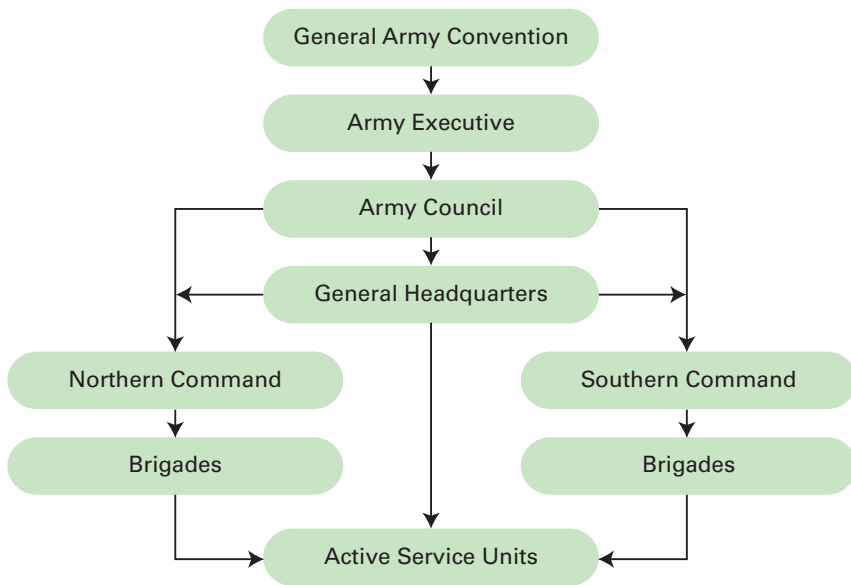 General Army Convention
Army Executive
Army Council
General Headquarters
Northern Command
Southern Command
Brigades
Brigades
Active Service Units